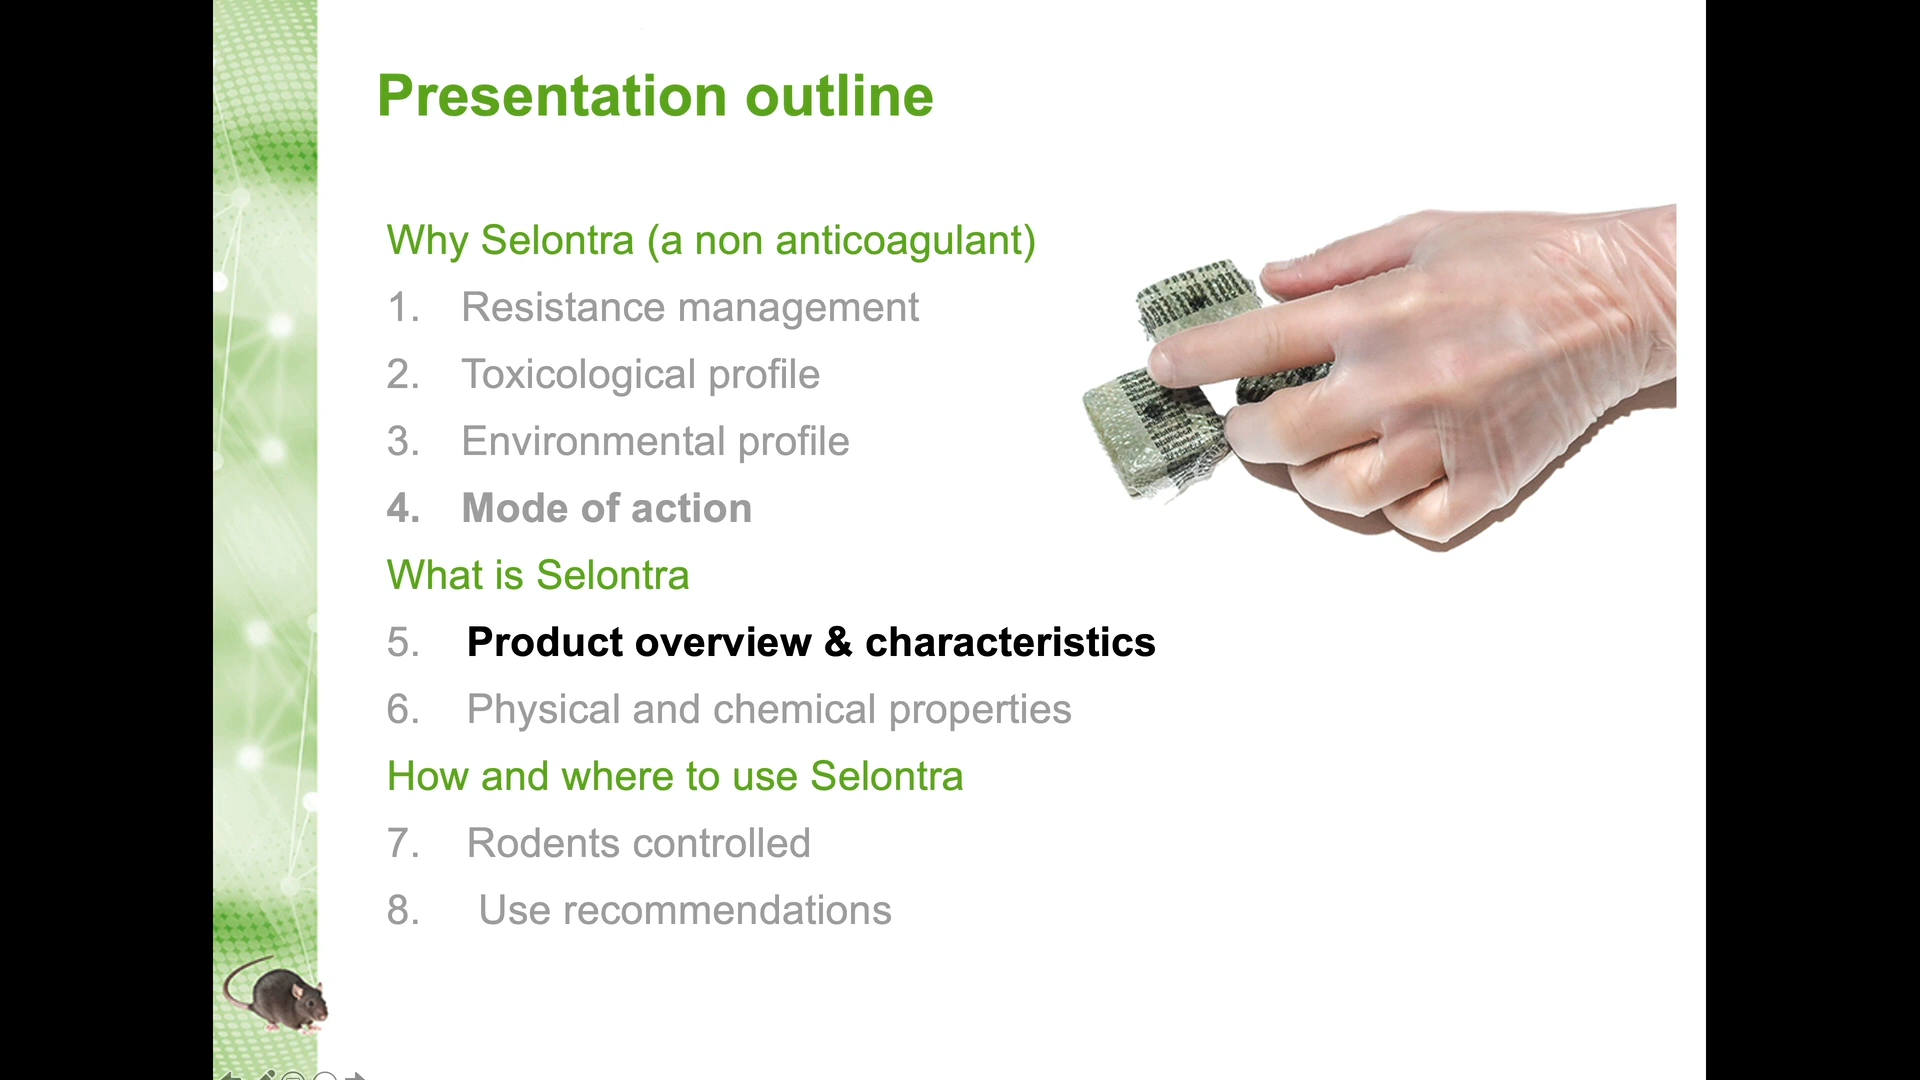 Presentation outline
Why Selontra (a non anticoagulant)
1. Resistance management
2. Toxicological profile
3. Environmental profile
4. Mode of action
What is Selontra
5. Product overview & characteristics
6. Physical and chemical properties
How and where to use Selontra
7. Rodents controlled
8. Use recommendations